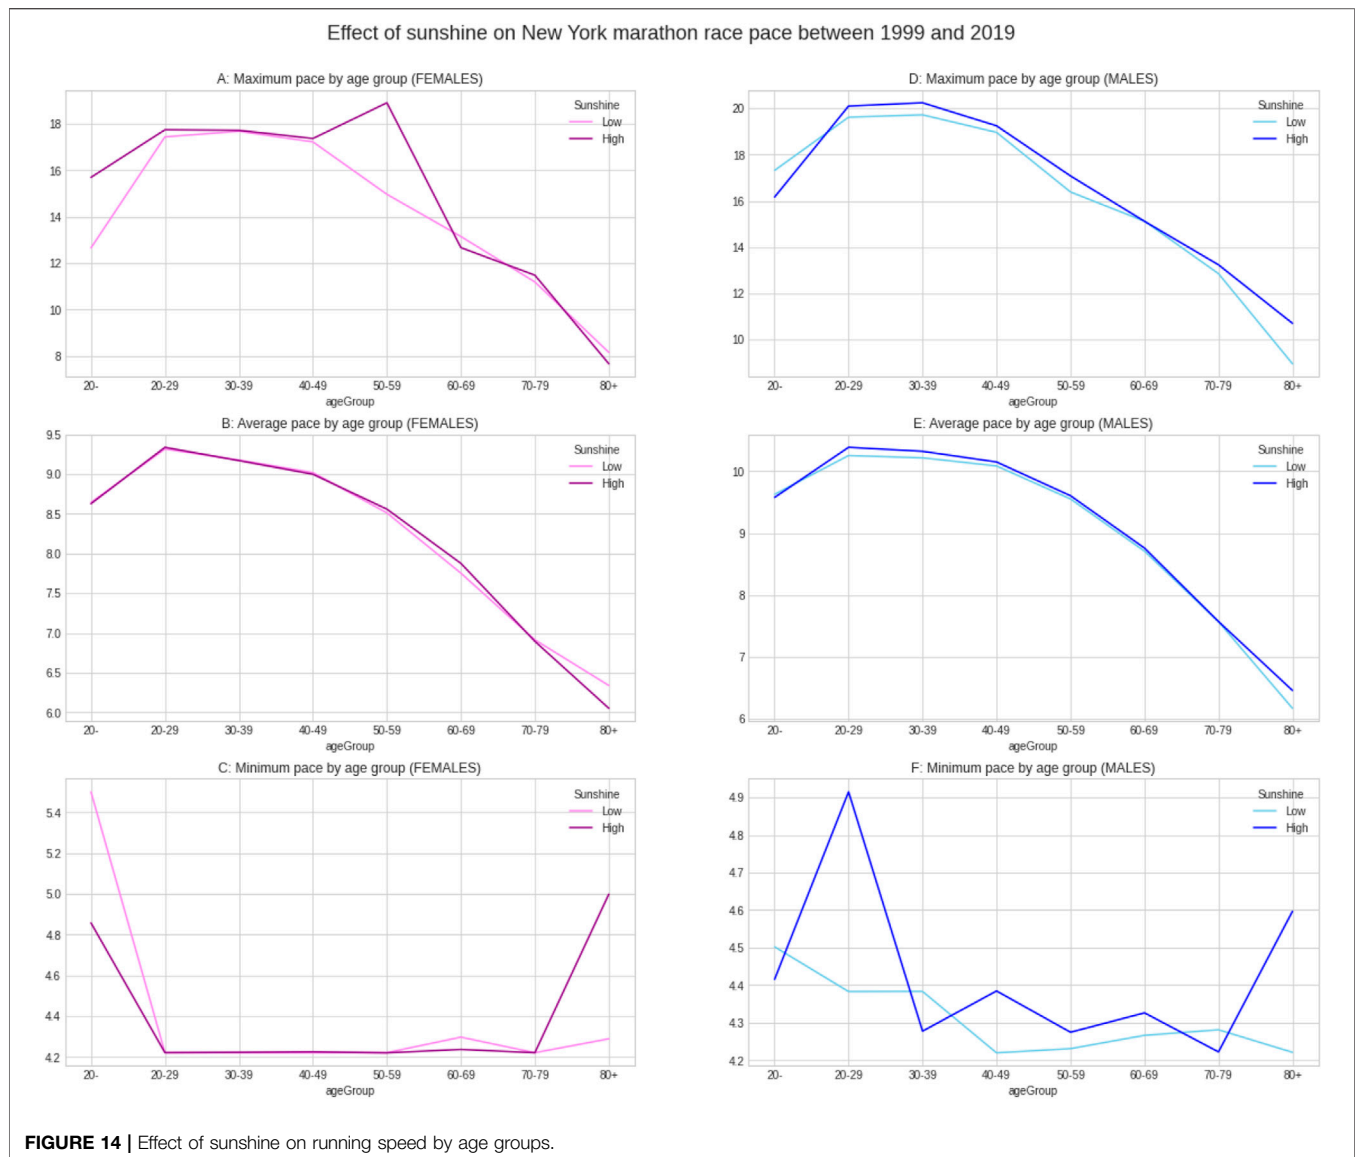 Effect of sunshine on New York marathon race pace between 1999 and 2019
A: Maximum pace by age group (FEMALES)
Sunshine
Low
High
18
16
14
12
10
8
20- 20-29 30-39 40-49 50-59 60-69 70-79 80+
ageGroup
D: Maximum pace by age group (MALES)
Sunshine
Low
High
20
18
16
14
12
10
20- 20-29 30-39 40-49 50-59 60-69 70-79 80+
ageGroup
B: Average pace by age group (FEMALES)
Sunshine
Low
High
9.5
9.0
8.5
8.0
7.5
7.0
6.5
6.0
20- 20-29 30-39 40-49 50-59 60-69 70-79 80+
ageGroup
E: Average pace by age group (MALES)
Sunshine
Low
High
10
9
8
7
6
20- 20-29 30-39 40-49 50-59 60-69 70-79 80+
ageGroup
C: Minimum pace by age group (FEMALES)
Sunshine
Low
High
5.4
5.2
5.0
4.8
4.6
4.4
4.2
20- 20-29 30-39 40-49 50-59 60-69 70-79 80+
ageGroup
F: Minimum pace by age group (MALES)
Sunshine
Low
High
4.9
4.8
4.7
4.6
4.5
4.4
4.3
4.2
20- 20-29 30-39 40-49 50-59 60-69 70-79 80+
ageGroup
FIGURE 14 | Effect of sunshine on running speed by age groups.